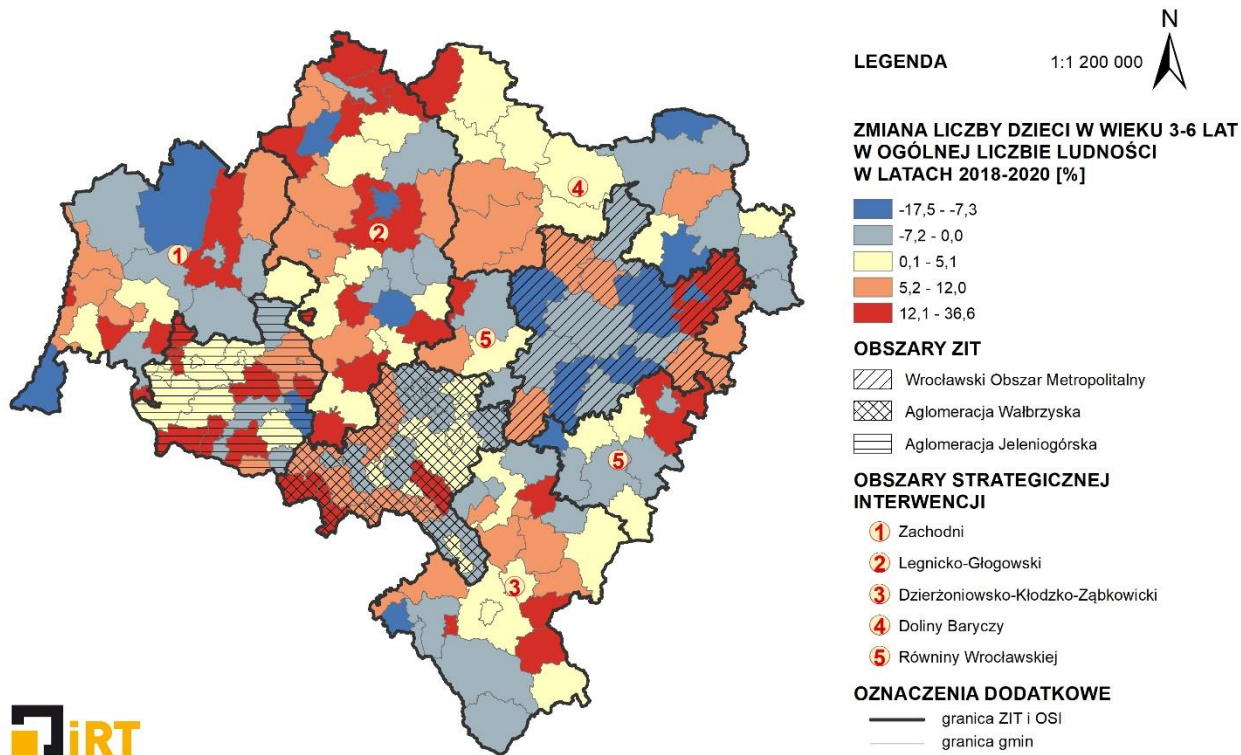 N
LEGENDA
1:1 200 000
ZMIANA LICZBY DZIECI W WIEKU 3-6 LAT
W OGÓLNEJ LICZBIE LUDNOŚCI
W LATACH 2018-2020 [%]
-17,5 - -7,3
-7,2 - 0,0
0,1 - 5,1
5,2 - 12,0
12,1 - 36,6
OBSZARY ZIT
Wrocławski Obszar Metropolitalny
Aglomeracja Wałbrzyska
Aglomeracja Jeleniogórska
OBSZARY STRATEGICZNEJ
INTERWENCJI
1 Zachodni
2 Legnicko-Głogowski
3 Dzierżoniowsko-Kłodzko-Ząbkowicki
4 Doliny Baryczy
5 Równiny Wrocławskiej
OZNACZENIA DODATKOWE
granica ZIT i OSI
granica gmin
4
2
1
5
5
3
iRT